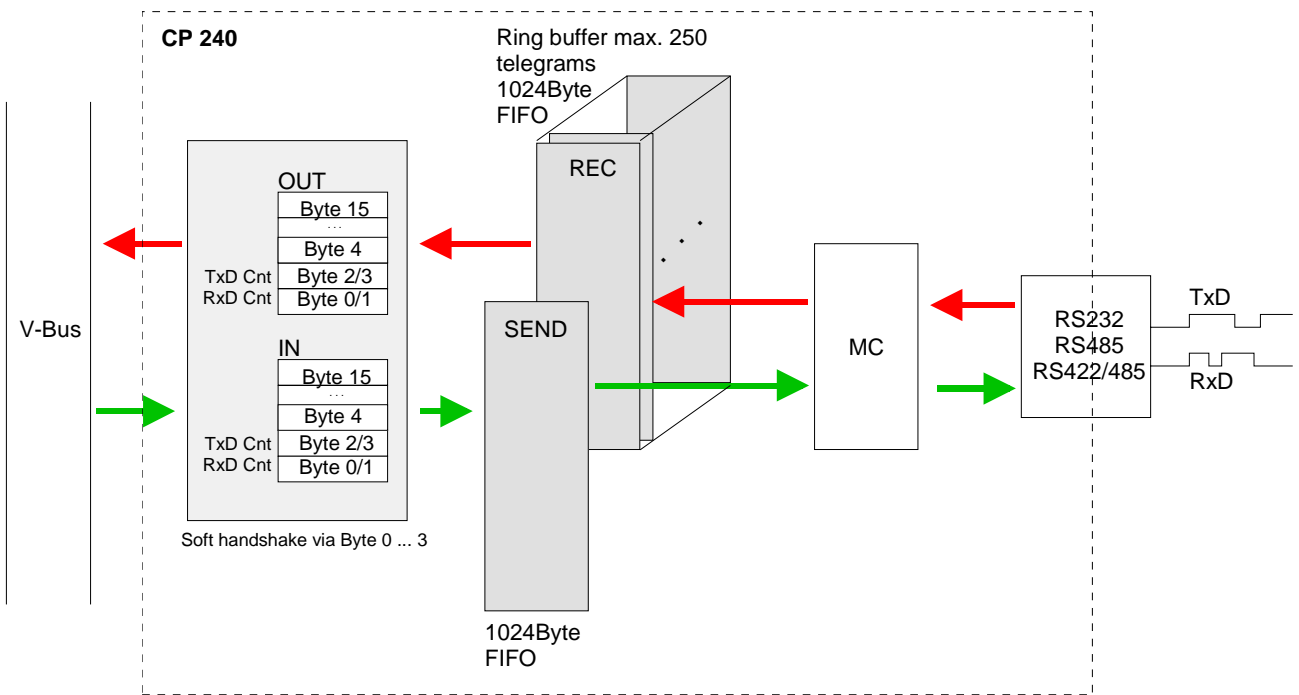 CP 240
Ring buffer max. 250
telegrams
1024Byte
FIFO
REC
OUT
Byte 15
...
Byte 4
TxD Cnt Byte 2/3
RxD Cnt Byte 0/1
V-Bus
IN
Byte 15
...
Byte 4
TxD Cnt Byte 2/3
RxD Cnt Byte 0/1
Soft handshake via Byte 0 ... 3
SEND
1024Byte
FIFO
MC
RS232
RS485
RS422/485
TxD
RxD